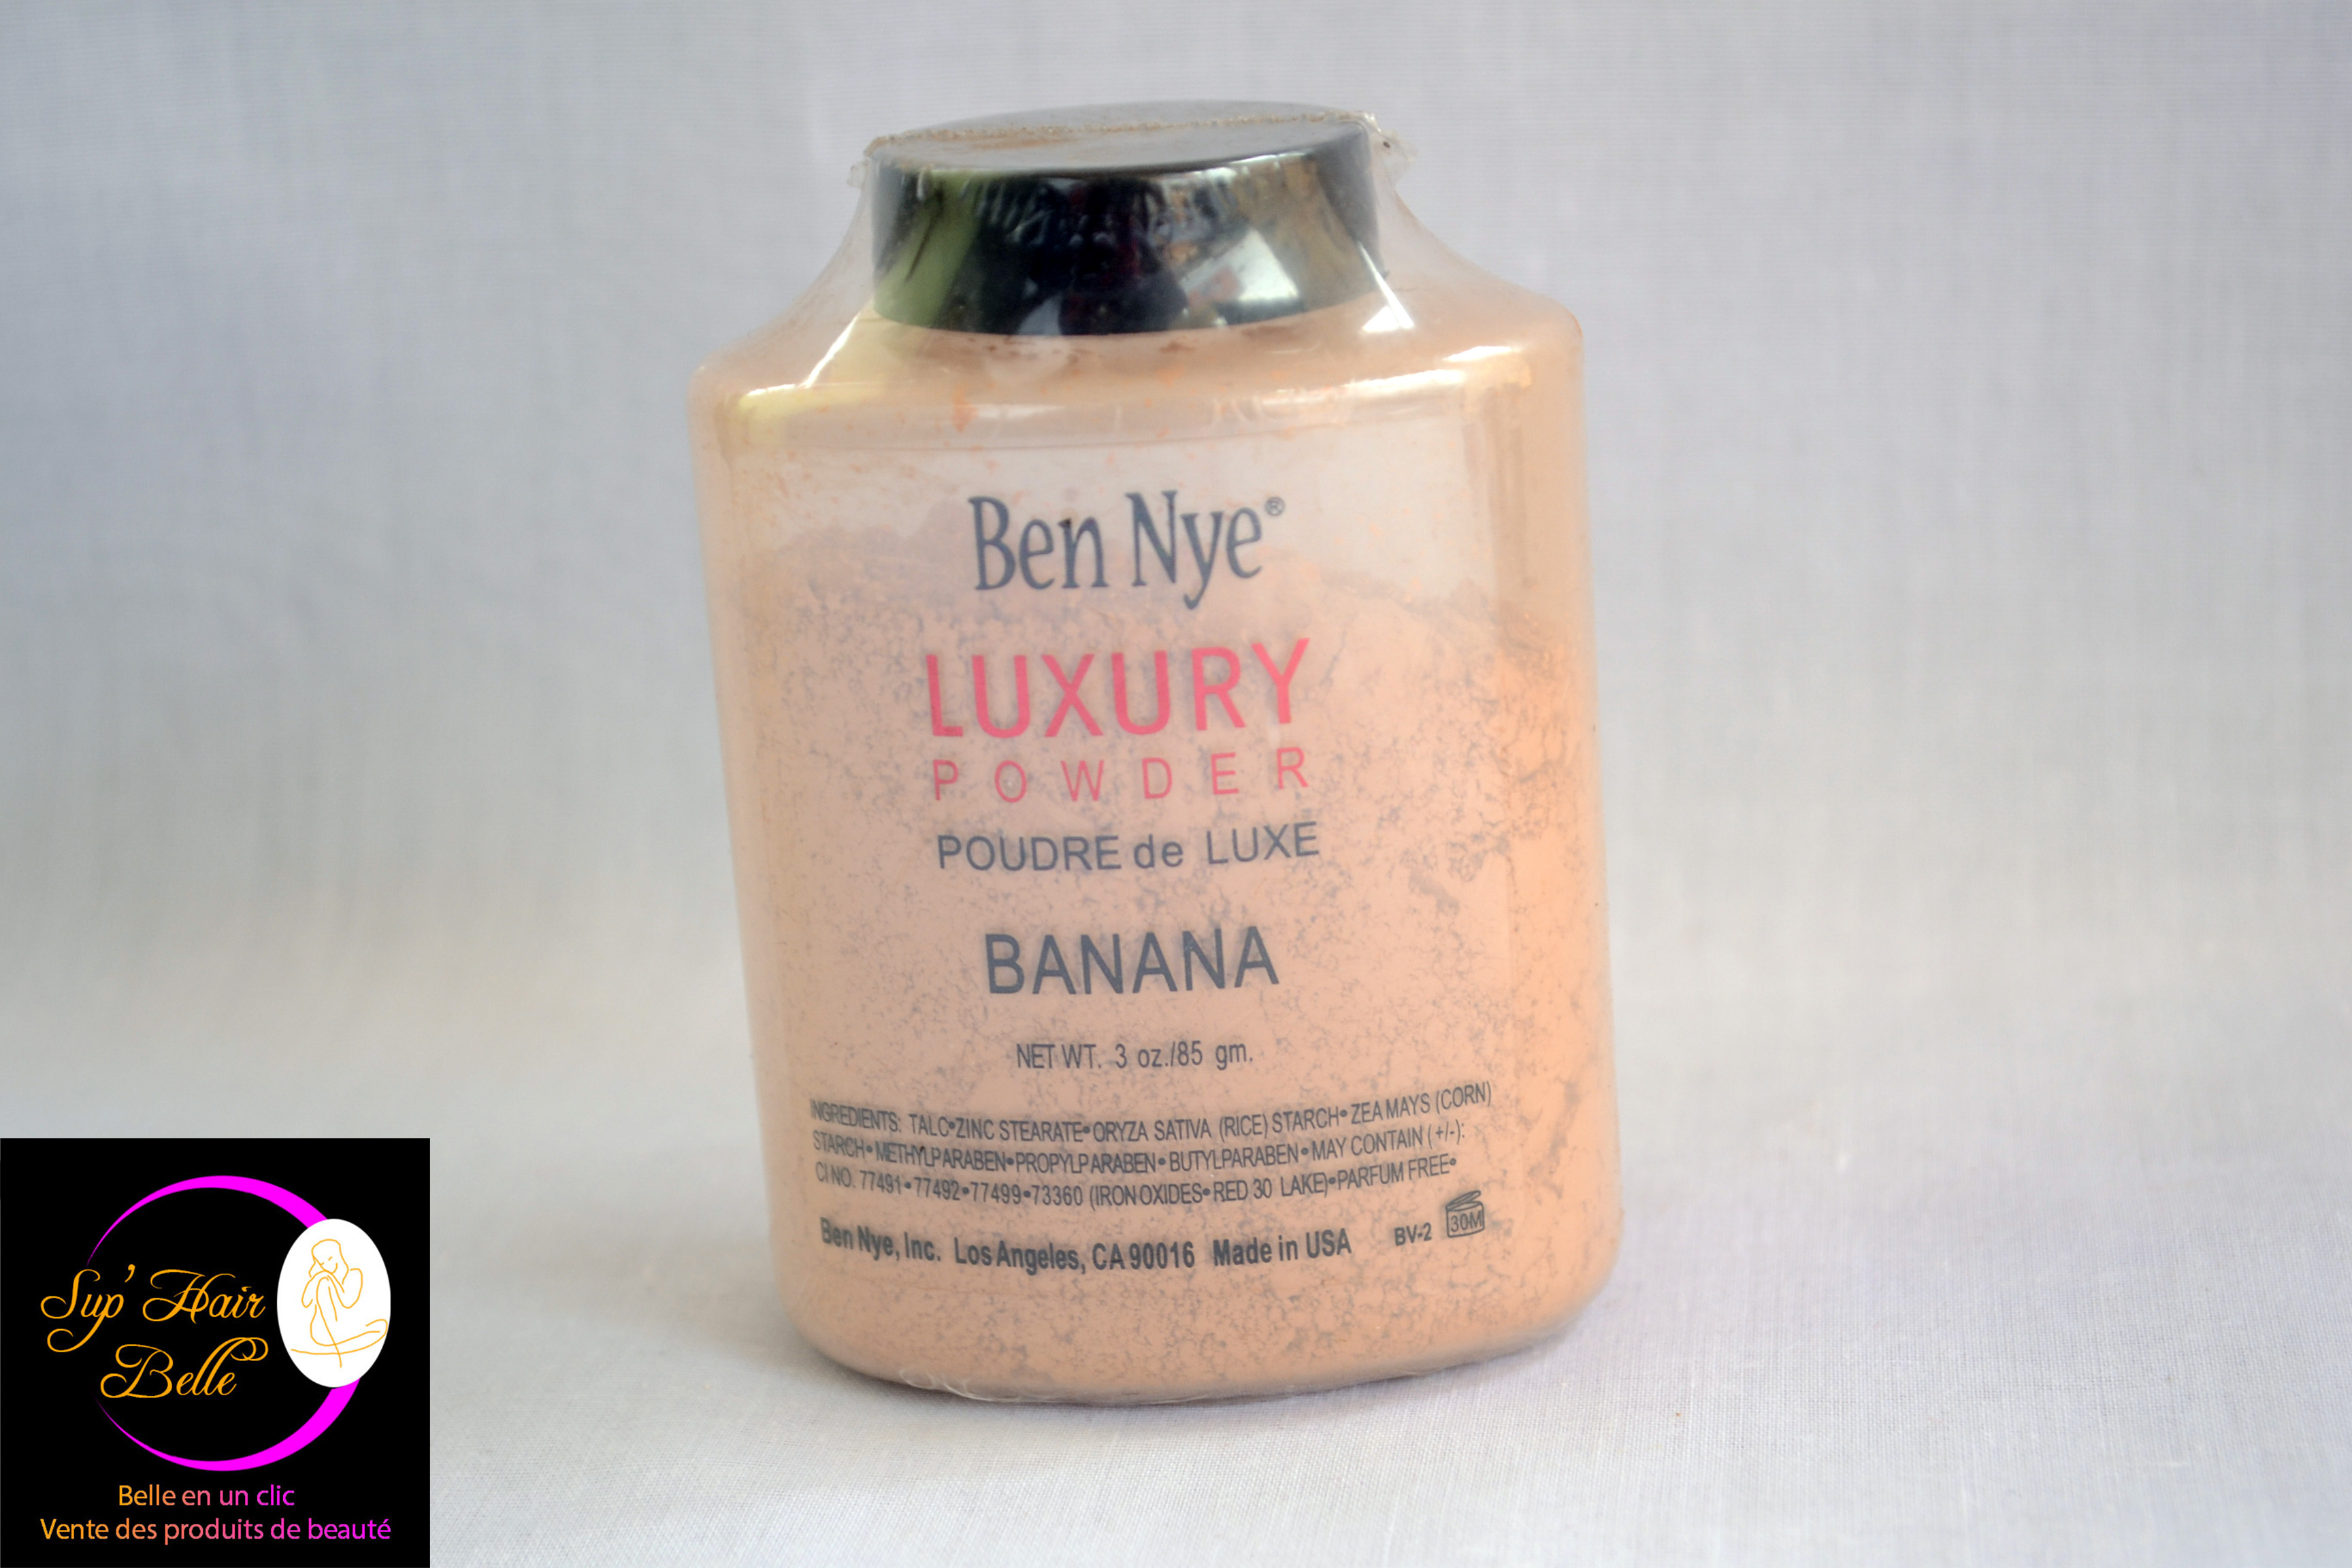 Ben Nye®
LUXURY
POWDER
POUDRE de LUXE
BANANA
NET WT. 3 oz./85 gm.
INGREDIENTS: TALC•ZINC STEARATE•ORYZA SATIVA (RICE) STARCH•ZEA MAYS (CORN)
STARCH•METHYLPARABEN•PROPYLPARABEN•BUTYLPARABEN•MAY CONTAIN (+/-):
CI NO. 77491•77492•77499•73360 (IRON OXIDES•RED 30 LAKE)•PARFUM FREE•
Ben Nye, Inc. Los Angeles, CA 90016 Made in USA BV-2 30M
Sup' Hair
Belle
Belle en un clic
Vente des produits de beauté